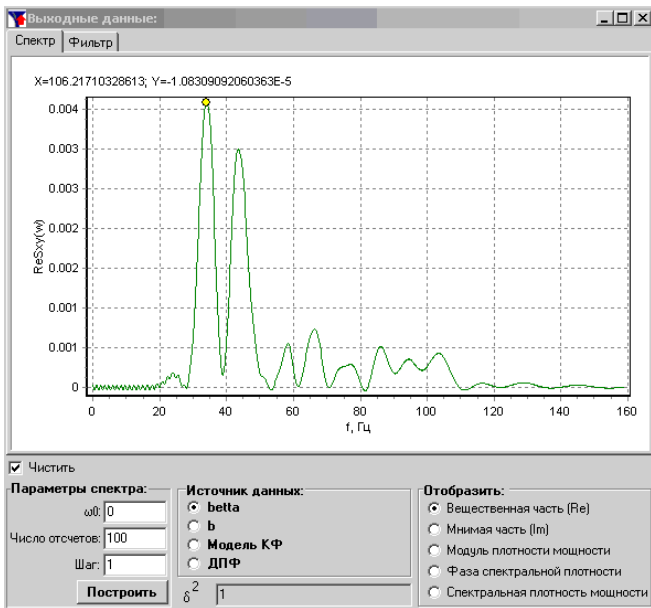 Выходные данные:
Спектр Фильтр
X=106.21710328613; Y=-1.08309092060363E-5
0.004
0.003
0.003
0.002
0.002
0.001
0.001
0
ReSxy(w)
0 20 40 60 80 100 120 140 160
f, Гц
Чистить
Параметры спектра:
ω0: 0
Число отсчетов: 100
Шаг: 1
Построить
Источник данных:
betta
b
Модель КФ
ДПФ
δ² 1
Отобразить:
Вещественная часть (Re)
Мнимая часть (Im)
Модуль плотности мощности
Фаза спектральной плотности
Спектральная плотность мощности